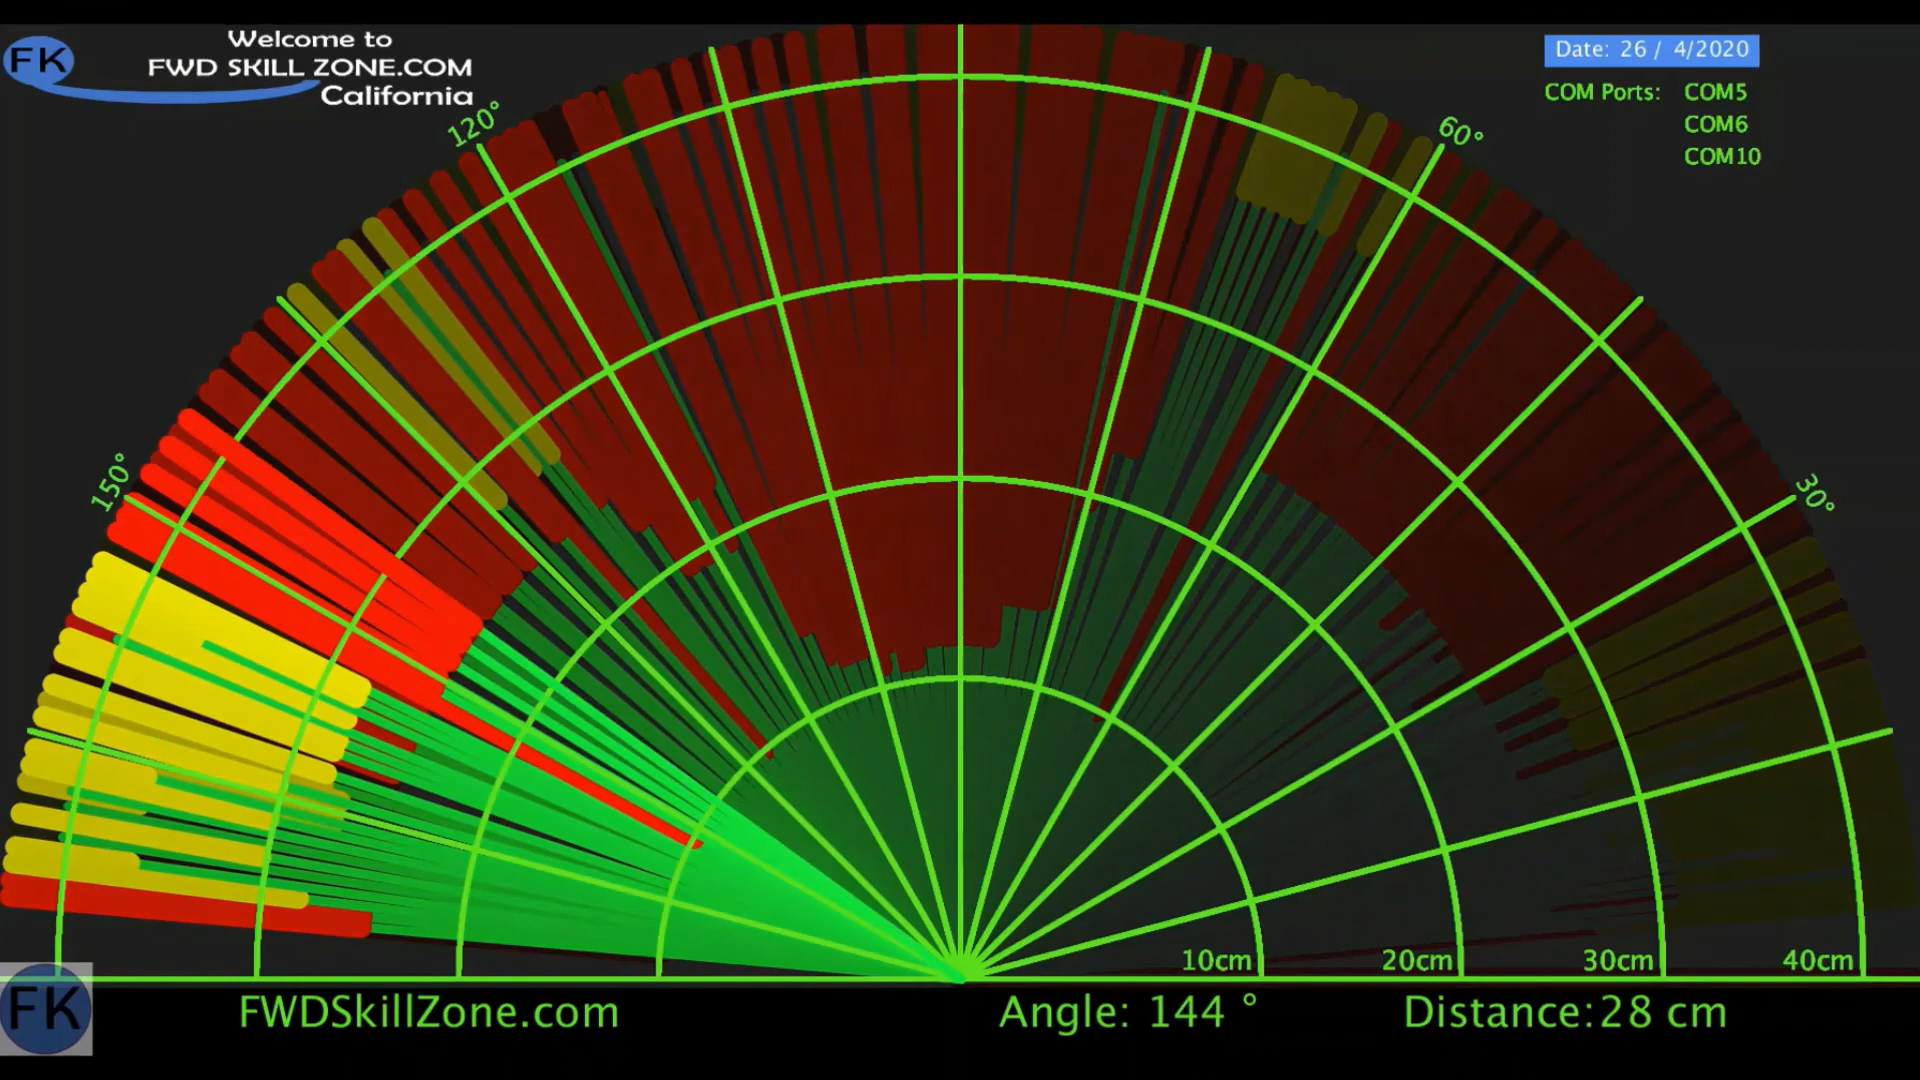 FK
Welcome to
FWD SKILL ZONE.COM
California
Date: 26 / 4/2020
COM Ports: COM5
COM6
COM10
120°
60°
150°
30°
10cm 20cm 30cm 40cm
FK
FWDSkillZone.com Angle: 144 ° Distance:28 cm